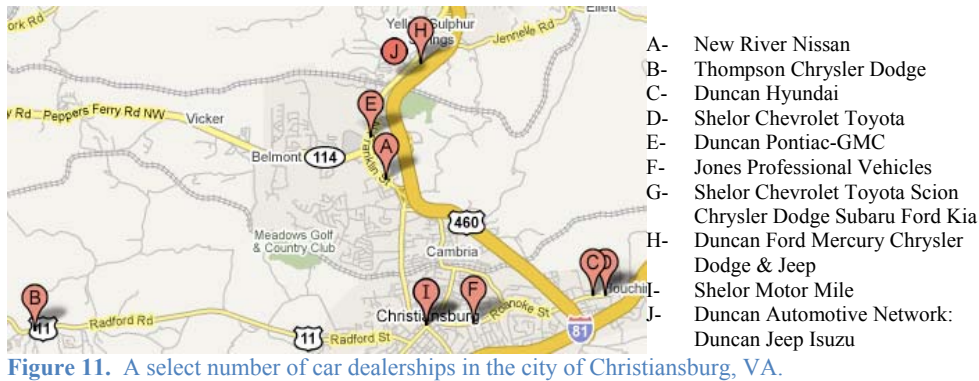 Yellow Sulphur
Springs
Ellett
ork Rd
Jennelle Rd
H
J
E
A
y Rd
Peppers Ferry Rd NW
Vicker
Belmont
114
Franklin St
460
Meadows Golf
& Country Club
Cambria
C
D
B
I
F
Christiansburg
Roanoke St
11
Radford Rd
11
Radford St
81
A- New River Nissan
B- Thompson Chrysler Dodge
C- Duncan Hyundai
D- Shelor Chevrolet Toyota
E- Duncan Pontiac-GMC
F- Jones Professional Vehicles
G- Shelor Chevrolet Toyota Scion
Chrysler Dodge Subaru Ford Kia
H- Duncan Ford Mercury Chrysler
Dodge & Jeep
I- Shelor Motor Mile
J- Duncan Automotive Network:
Duncan Jeep Isuzu
Figure 11. A select number of car dealerships in the city of Christiansburg, VA.